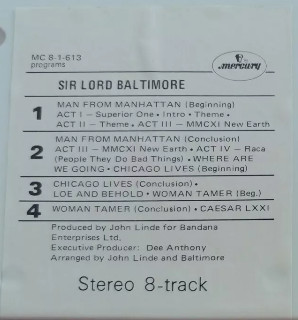 MC 8-1-613
programs
mercury
SIR LORD BALTIMORE
1 MAN FROM MANHATTAN (Beginning)
ACT I – Superior One • Intro • Theme •
ACT II – Theme • ACT III – MMCXI New Earth
2 MAN FROM MANHATTAN (Conclusion)
ACT III – MMCXI New Earth • ACT IV – Raca
(People They Do Bad Things) • WHERE ARE
WE GOING • CHICAGO LIVES (Beginning)
3 CHICAGO LIVES (Conclusion) •
LOE AND BEHOLD • WOMAN TAMER (Beg.)
4 WOMAN TAMER (Conclusion) • CAESAR LXXI
Produced by John Linde for Bandana
Enterprises Ltd.
Executive Producer: Dee Anthony
Arranged by John Linde and Baltimore
Stereo 8-track